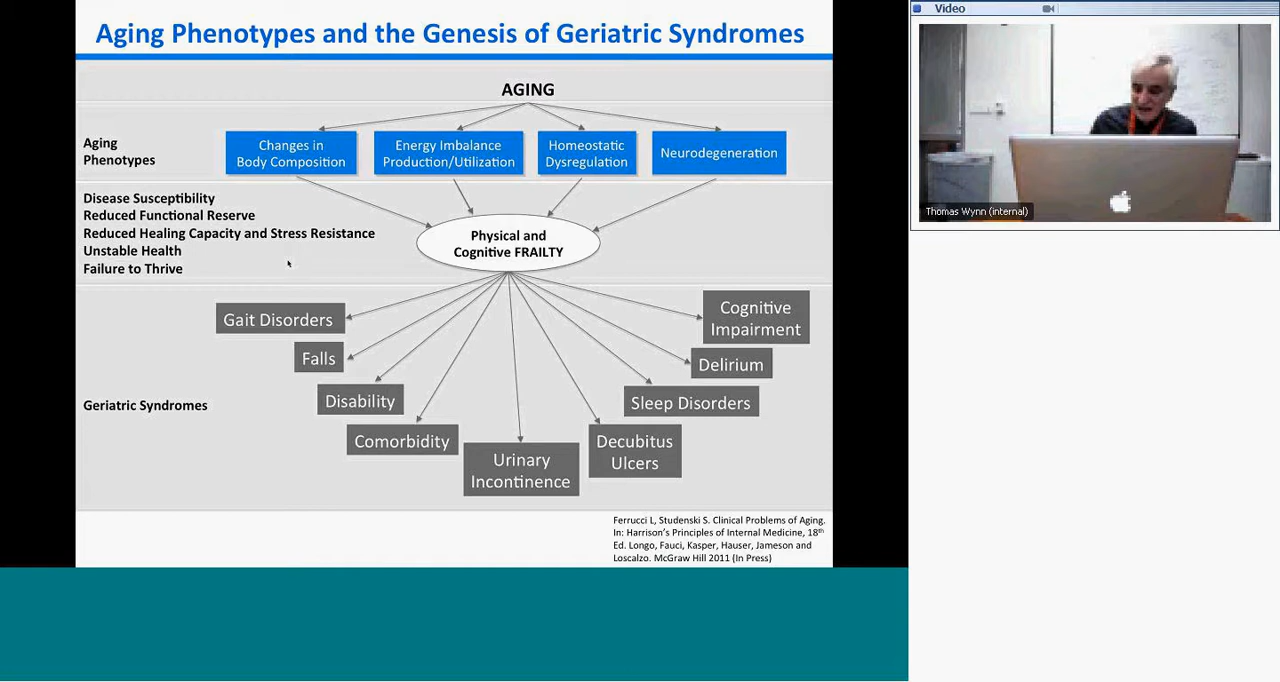 Aging Phenotypes and the Genesis of Geriatric Syndromes
Video
AGING
Aging
Phenotypes
Changes in
Body Composition
Energy Imbalance
Production/Utilization
Homeostatic
Dysregulation
Neurodegeneration
Disease Susceptibility
Reduced Functional Reserve
Reduced Healing Capacity and Stress Resistance
Unstable Health
Failure to Thrive
Physical and
Cognitive FRAILTY
Thomas Wynn (internal)
Gait Disorders
Falls
Disability
Comorbidity
Urinary
Incontinence
Decubitus
Ulcers
Sleep Disorders
Delirium
Cognitive
Impairment
Geriatric Syndromes
Ferrucci L, Studenski S. Clinical Problems of Aging.
In: Harrison's Principles of Internal Medicine, 18th
Ed. Longo, Fauci, Kasper, Hauser, Jameson and
Loscalzo. McGraw Hill 2011 (In Press)